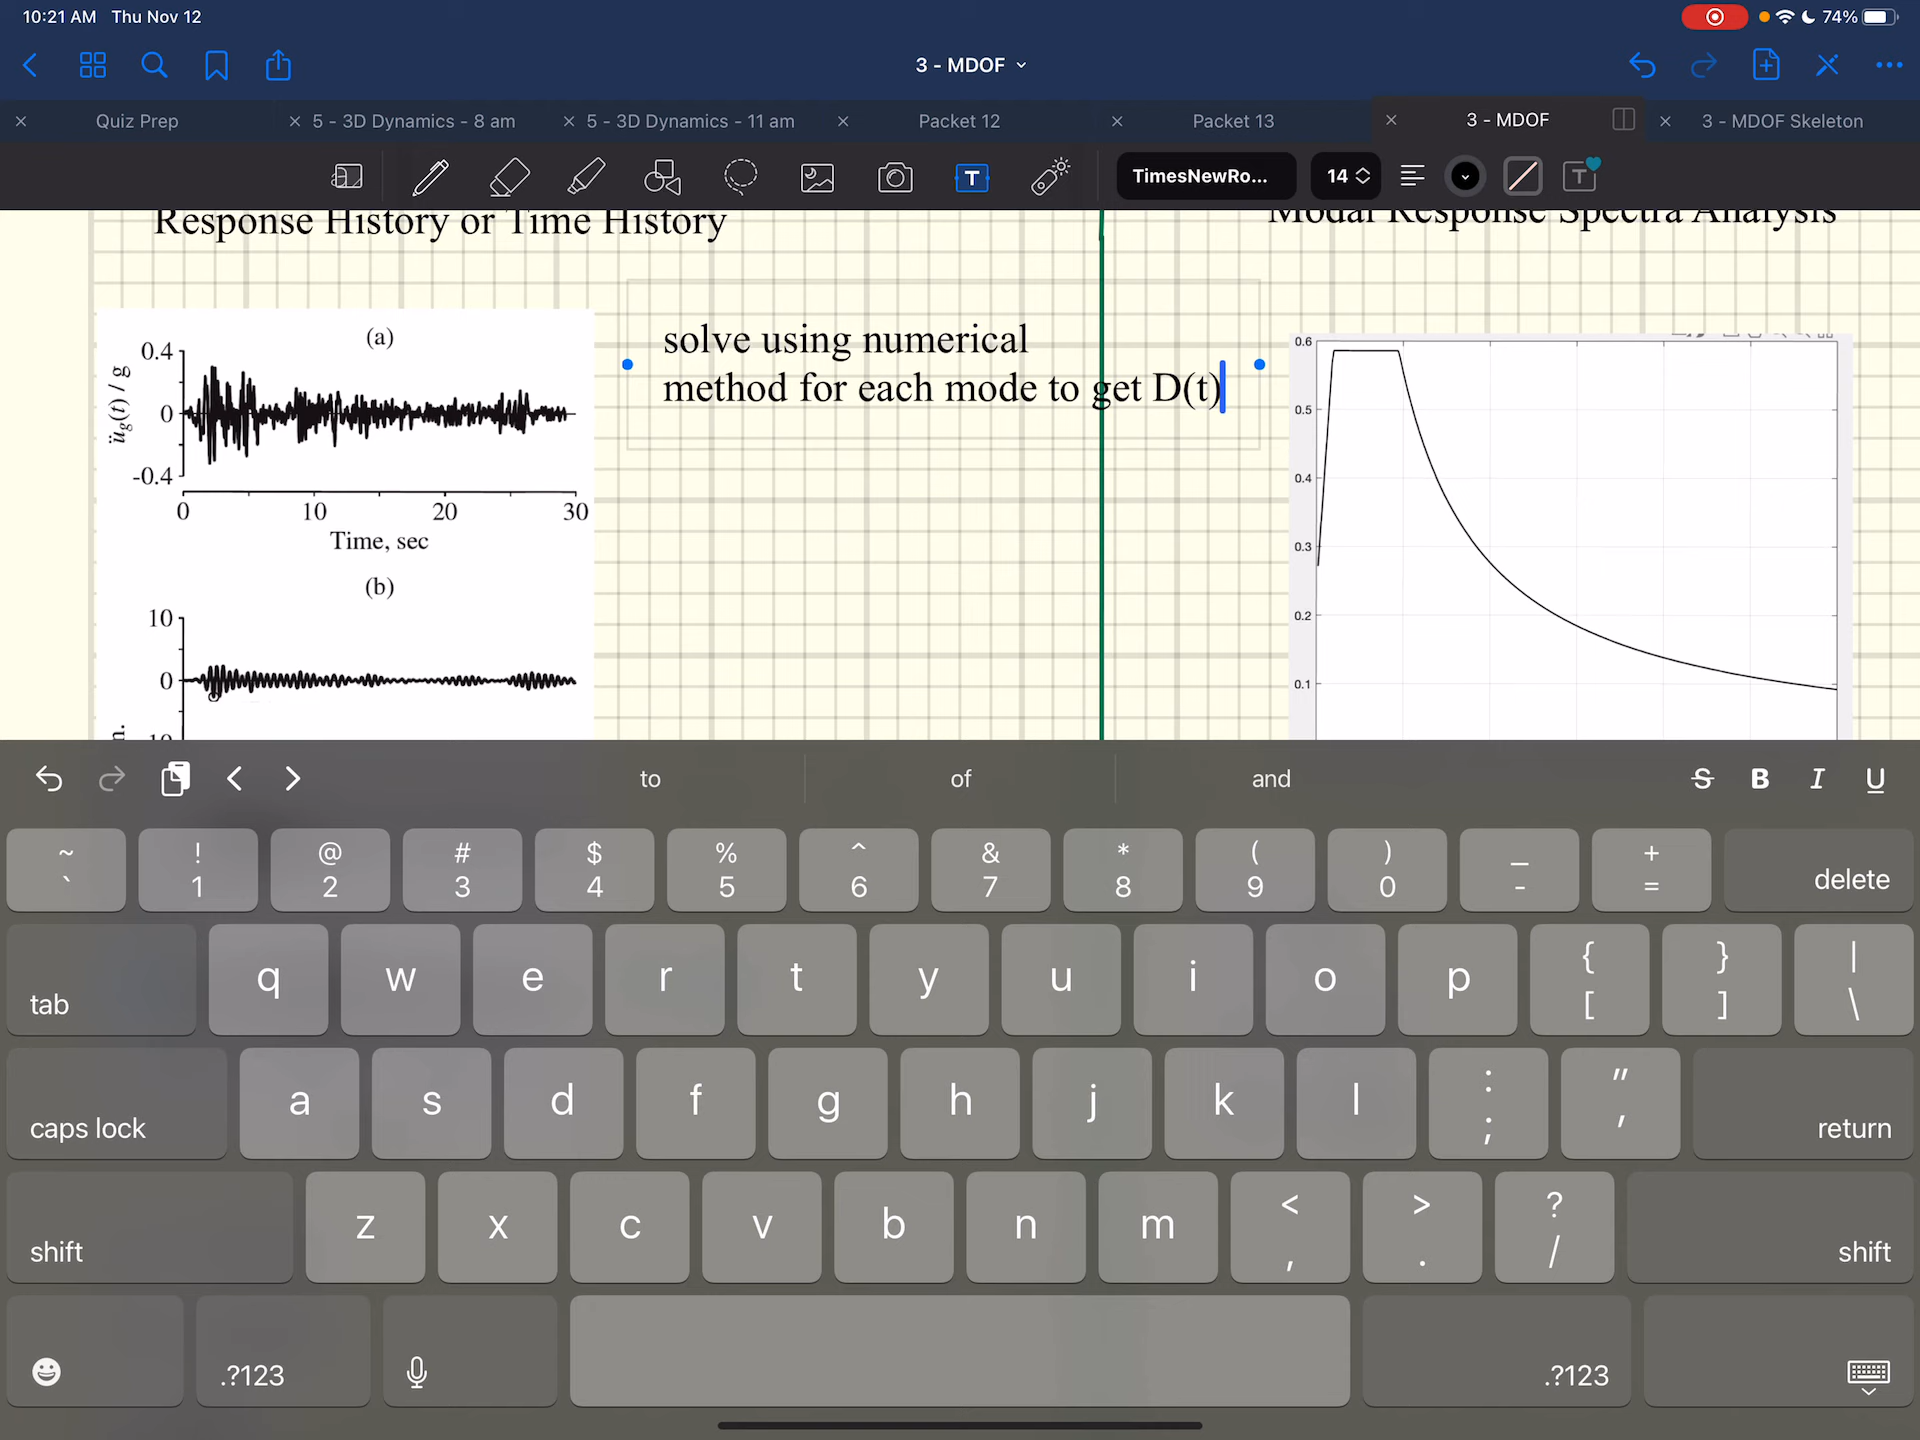 10:21 AM Thu Nov 12
74%
3 - MDOF
Quiz Prep
5 - 3D Dynamics - 8 am
5 - 3D Dynamics - 11 am
Packet 12
Packet 13
3 - MDOF
3 - MDOF Skeleton
T
TimesNewRo...
14
T
Response History or Time History
Modal Response Spectra Analysis
solve using numerical
method for each mode to get D(t)
(a)
0.4
0
-0.4
üg(t) / g
0 10 20 30
Time, sec
(b)
10
0
0.6
0.5
0.4
0.3
0.2
0.1
to
of
and
S B I U
~ ! @ # $ % ^ & * ( ) _ +
` 1 2 3 4 5 6 7 8 9 0 - = delete
tab q w e r t y u i o p { [ } ] | \
caps lock a s d f g h j k l : ; " ' return
shift z x c v b n m < , > . ? / shift
.?123 .?123